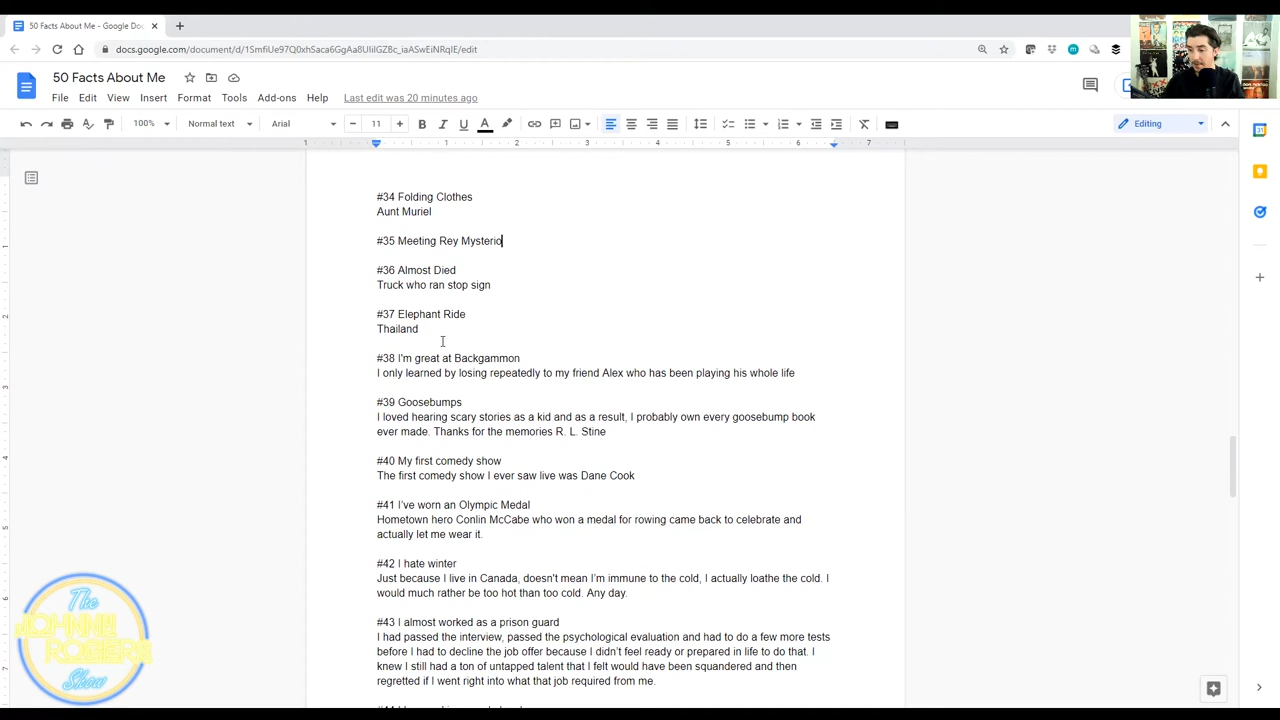 50 Facts About Me - Google Doc
docs.google.com/document/d/1SmfiUe97Q0xhSaca6GgAa8UIiIGZBc_iaASwEiNRqIE/edit
50 Facts About Me
File Edit View Insert Format Tools Add-ons Help Last edit was 20 minutes ago
100% Normal text Arial 11 Editing
1 1 2 3 4 5 6 7
#34 Folding Clothes
Aunt Muriel
#35 Meeting Rey Mysterio
#36 Almost Died
Truck who ran stop sign
#37 Elephant Ride
Thailand
#38 I'm great at Backgammon
I only learned by losing repeatedly to my friend Alex who has been playing his whole life
#39 Goosebumps
I loved hearing scary stories as a kid and as a result, I probably own every goosebump book
ever made. Thanks for the memories R. L. Stine
#40 My first comedy show
The first comedy show I ever saw live was Dane Cook
#41 I've worn an Olympic Medal
Hometown hero Conlin McCabe who won a medal for rowing came back to celebrate and
actually let me wear it.
#42 I hate winter
Just because I live in Canada, doesn't mean I'm immune to the cold, I actually loathe the cold. I
would much rather be too hot than too cold. Any day.
#43 I almost worked as a prison guard
I had passed the interview, passed the psychological evaluation and had to do a few more tests
before I had to decline the job offer because I didn't feel ready or prepared in life to do that. I
knew I still had a ton of untapped talent that I felt would have been squandered and then
regretted if I went right into what that job required from me.
The
JOHNNY
ROGERS
Show